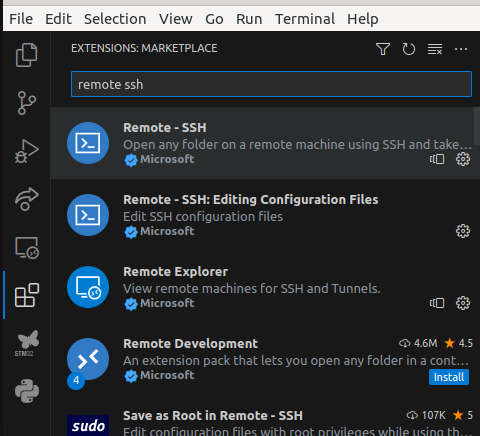 File Edit Selection View Go Run Terminal Help
EXTENSIONS: MARKETPLACE
remote ssh
Remote - SSH
Open any folder on a remote machine using SSH and take...
Microsoft
Remote - SSH: Editing Configuration Files
Edit SSH configuration files
Microsoft
Remote Explorer
View remote machines for SSH and Tunnels.
Microsoft
Remote Development 4.6M 4.5
An extension pack that lets you open any folder in a cont...
4 Microsoft Install
STM32
Save as Root in Remote - SSH 107K 5
sudo Edit configuration files with root privileges while using th...